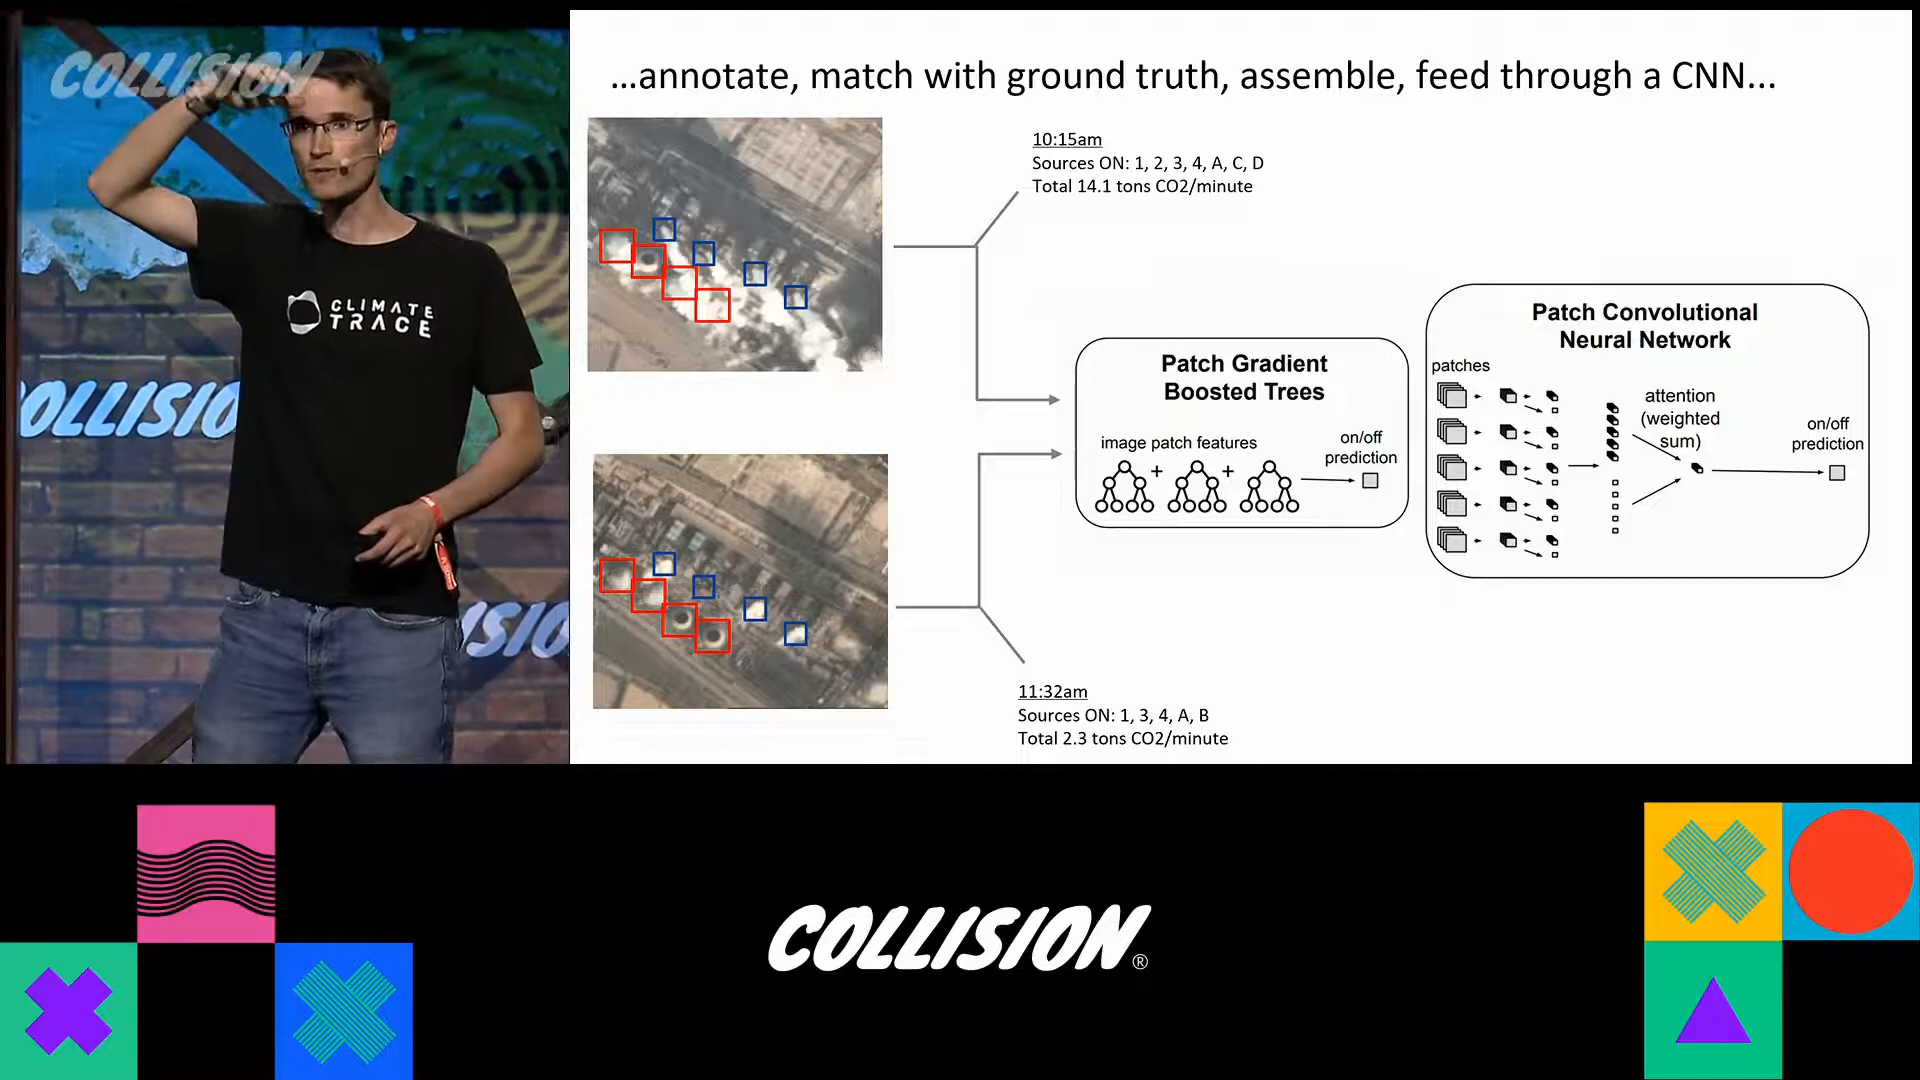 COLLISION
CLIMATE
TRACE
OLLISIO
ISIO
...annotate, match with ground truth, assemble, feed through a CNN...
10:15am
Sources ON: 1, 2, 3, 4, A, C, D
Total 14.1 tons CO2/minute
Patch Gradient
Boosted Trees
image patch features
on/off
prediction
+
+
Patch Convolutional
Neural Network
patches
attention
(weighted
sum)
on/off
prediction
11:32am
Sources ON: 1, 3, 4, A, B
Total 2.3 tons CO2/minute
COLLISION®